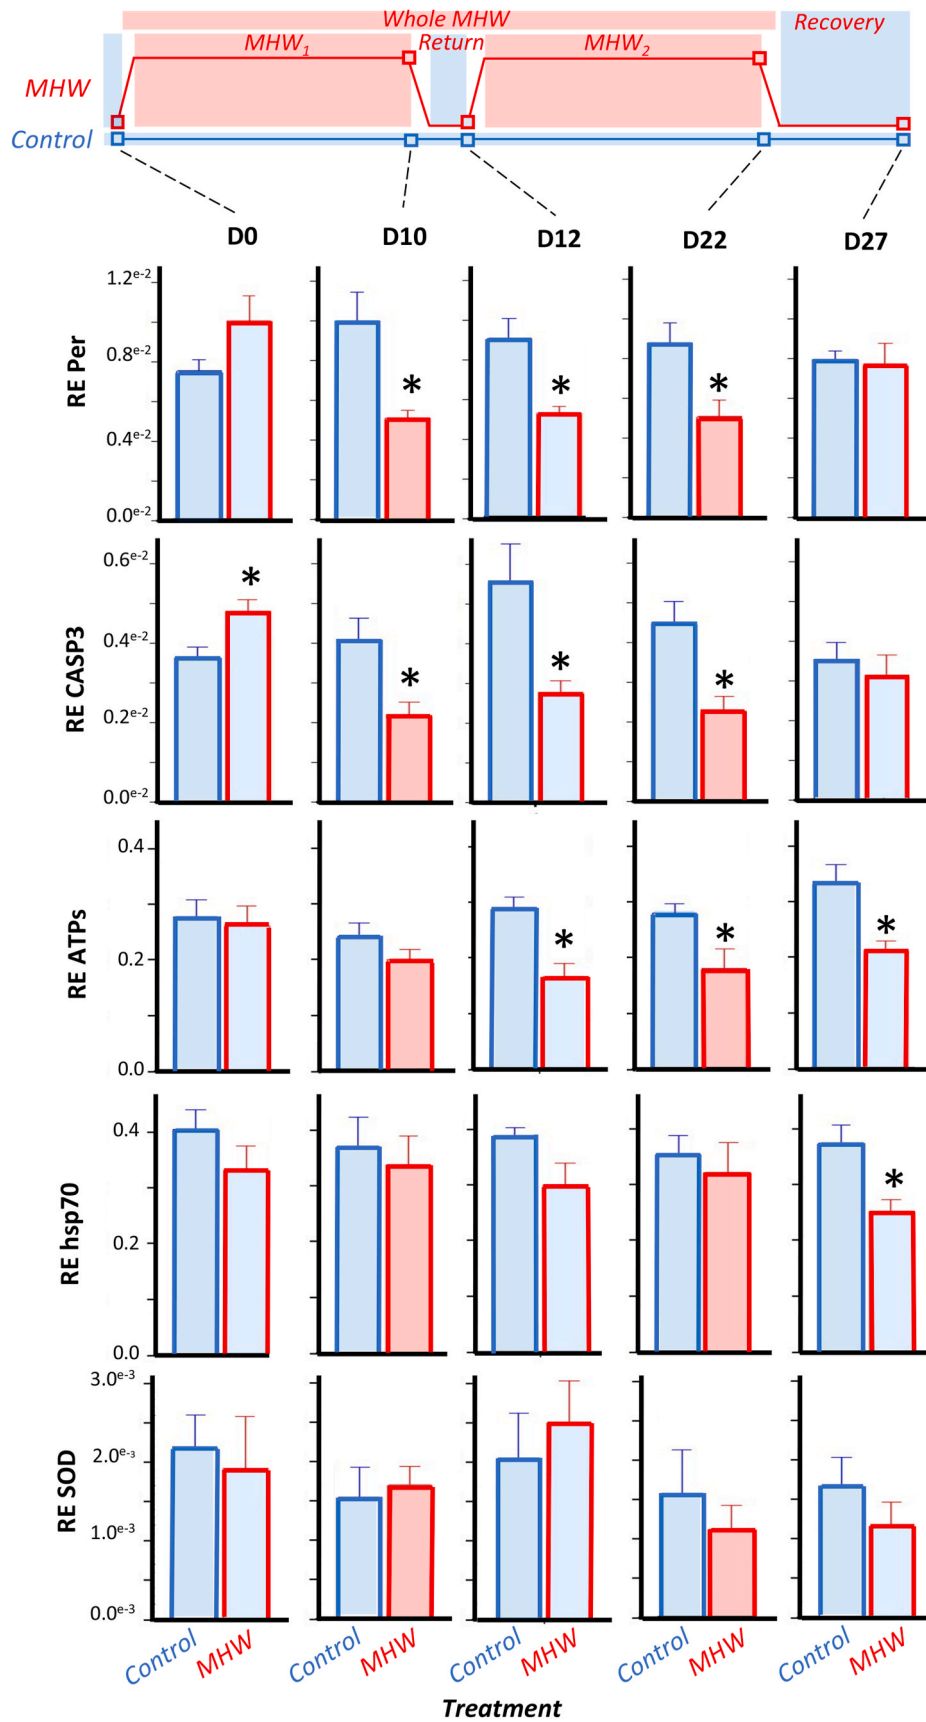 Whole MHW
Recovery
MHW1 Return MHW2
MHW
Control
D0 D10 D12 D22 D27
RE Per
1.2e-2
0.8e-2
0.4e-2
0.0e-2
* * *
RE CASP3
0.6e-2
0.4e-2
0.2e-2
0.0e-2
* * * *
RE ATPs
0.4
0.2
0.0
* * *
RE hsp70
0.4
0.2
0.0
*
RE SOD
3.0e-3
2.0e-3
1.0e-3
0.0e-3
Control MHW Control MHW Control MHW Control MHW Control MHW
Treatment